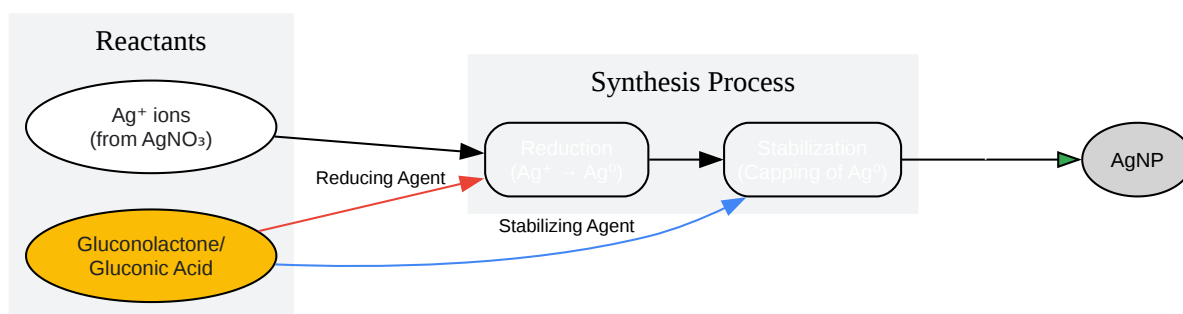 Reactants
Ag⁺ ions
(from AgNO₃)
Gluconolactone/
Gluconic Acid
Reducing Agent
Stabilizing Agent
Synthesis Process
Reduction
(Ag⁺ → Ag⁰)
Stabilization
(Capping of Ag⁰)
AgNP